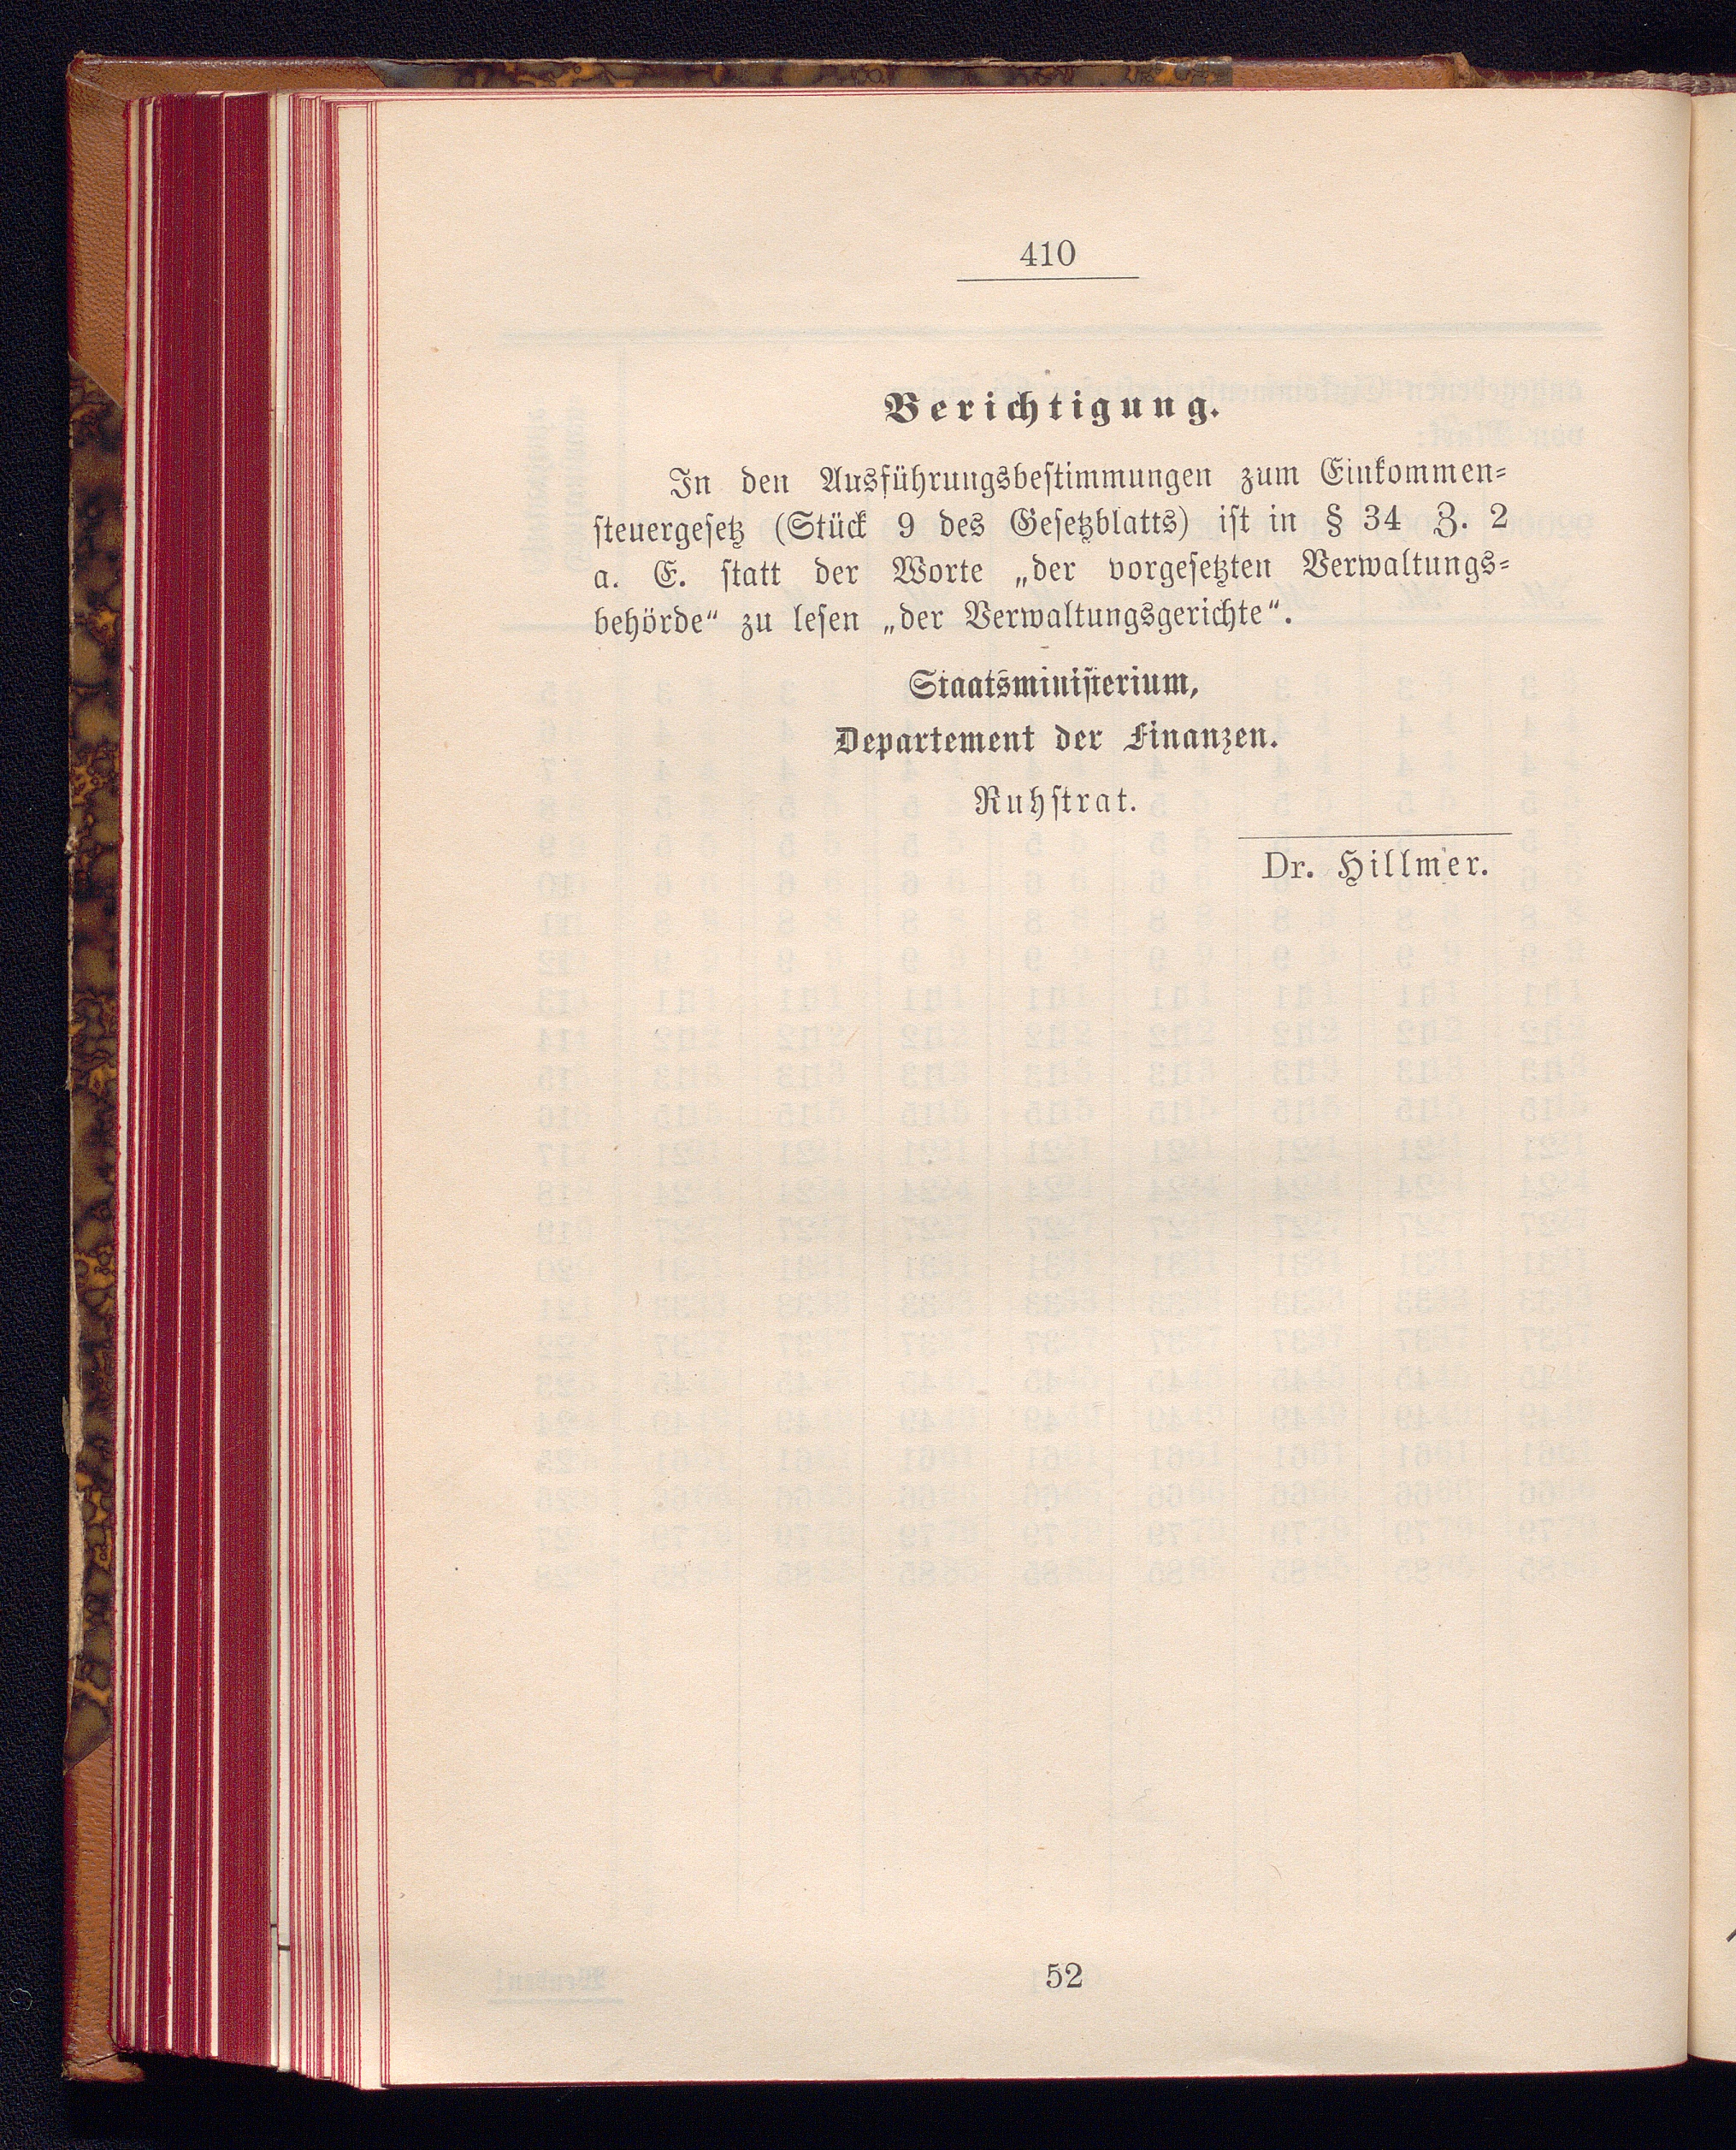 410
Berichtigung.
In den Ausführungsbestimmungen zum Einkommen-
steuergesetz (Stück 9 des Gesetzblatts) ist in § 34 Z. 2
a. E. statt der Worte „der vorgesetzten Verwaltungs-
behörde“ zu lesen „der Verwaltungsgerichte“.
Staatsministerium,
Departement der Finanzen.
Ruhstrat.
Dr. Hillmer.
52